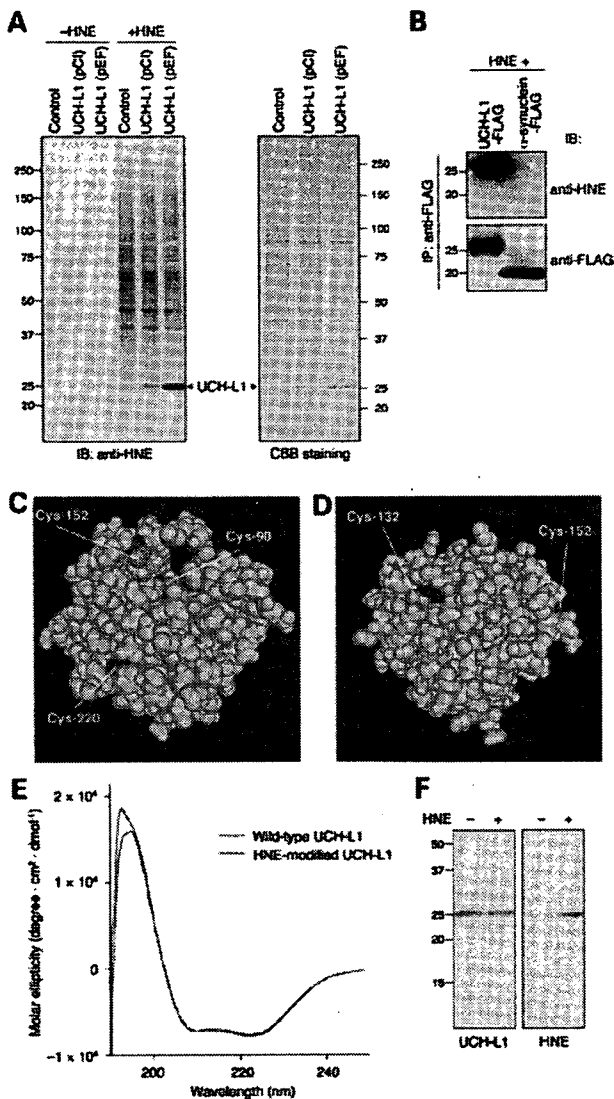 A
−HNE +HNE
Control
UCH-L1 (pCI)
UCH-L1 (pEF)
Control
UCH-L1 (pCI)
UCH-L1 (pEF)
Control
UCH-L1 (pCI)
UCH-L1 (pEF)
250
150
100
75
50
37
25
20
UCH-L1
250
150
100
75
50
37
25
20
IB: anti-HNE
CBB staining
B
HNE +
UCH-L1
-FLAG
α-synuclein
-FLAG
IB:
IP: anti-FLAG
25
20
anti-HNE
25
20
anti-FLAG
C
Cys-152
Cys-90
Cys-220
D
Cys-132
Cys-152
E
Molar ellipticity (degree · cm² · dmol⁻¹)
2 × 10⁴
1 × 10⁴
0
−1 × 10⁴
Wild-type UCH-L1
HNE-modified UCH-L1
200 220 240
Wavelength (nm)
F
HNE − + − +
50
37
25
20
15
UCH-L1 HNE